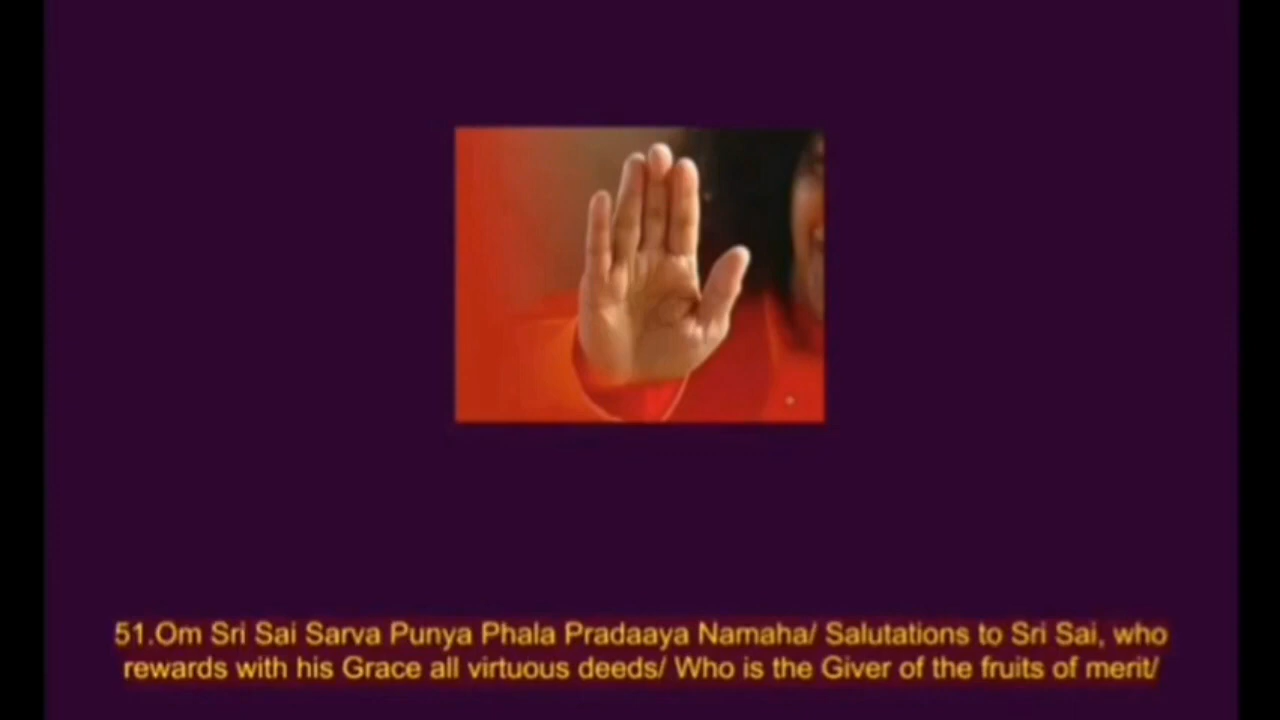 51.Om Sri Sai Sarva Punya Phala Pradaaya Namaha/ Salutations to Sri Sai, who
rewards with his Grace all virtuous deeds/ Who is the Giver of the fruits of merit/